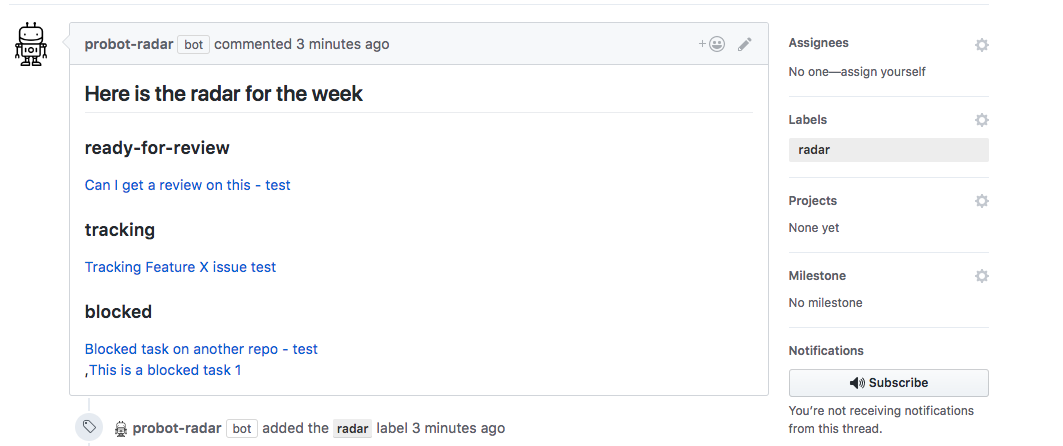 probot-radar bot commented 3 minutes ago
Here is the radar for the week
ready-for-review
Can I get a review on this - test
tracking
Tracking Feature X issue test
blocked
Blocked task on another repo - test
,This is a blocked task 1
probot-radar bot added the radar label 3 minutes ago
Assignees
No one—assign yourself
Labels
radar
Projects
None yet
Milestone
No milestone
Notifications
Subscribe
You're not receiving notifications
from this thread.